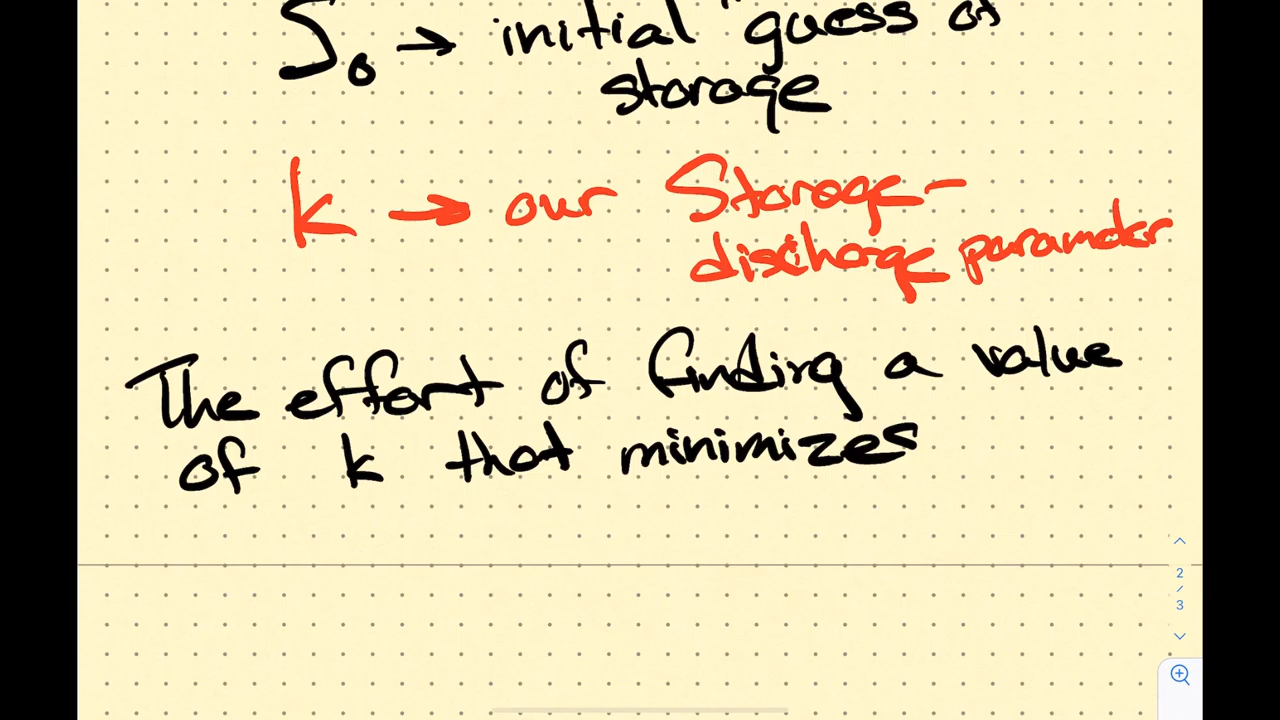 S₀ → initial "guess of
storage
k → our Storage-
discharge parameter
The effort of finding a value
of k that minimizes
2
/
3